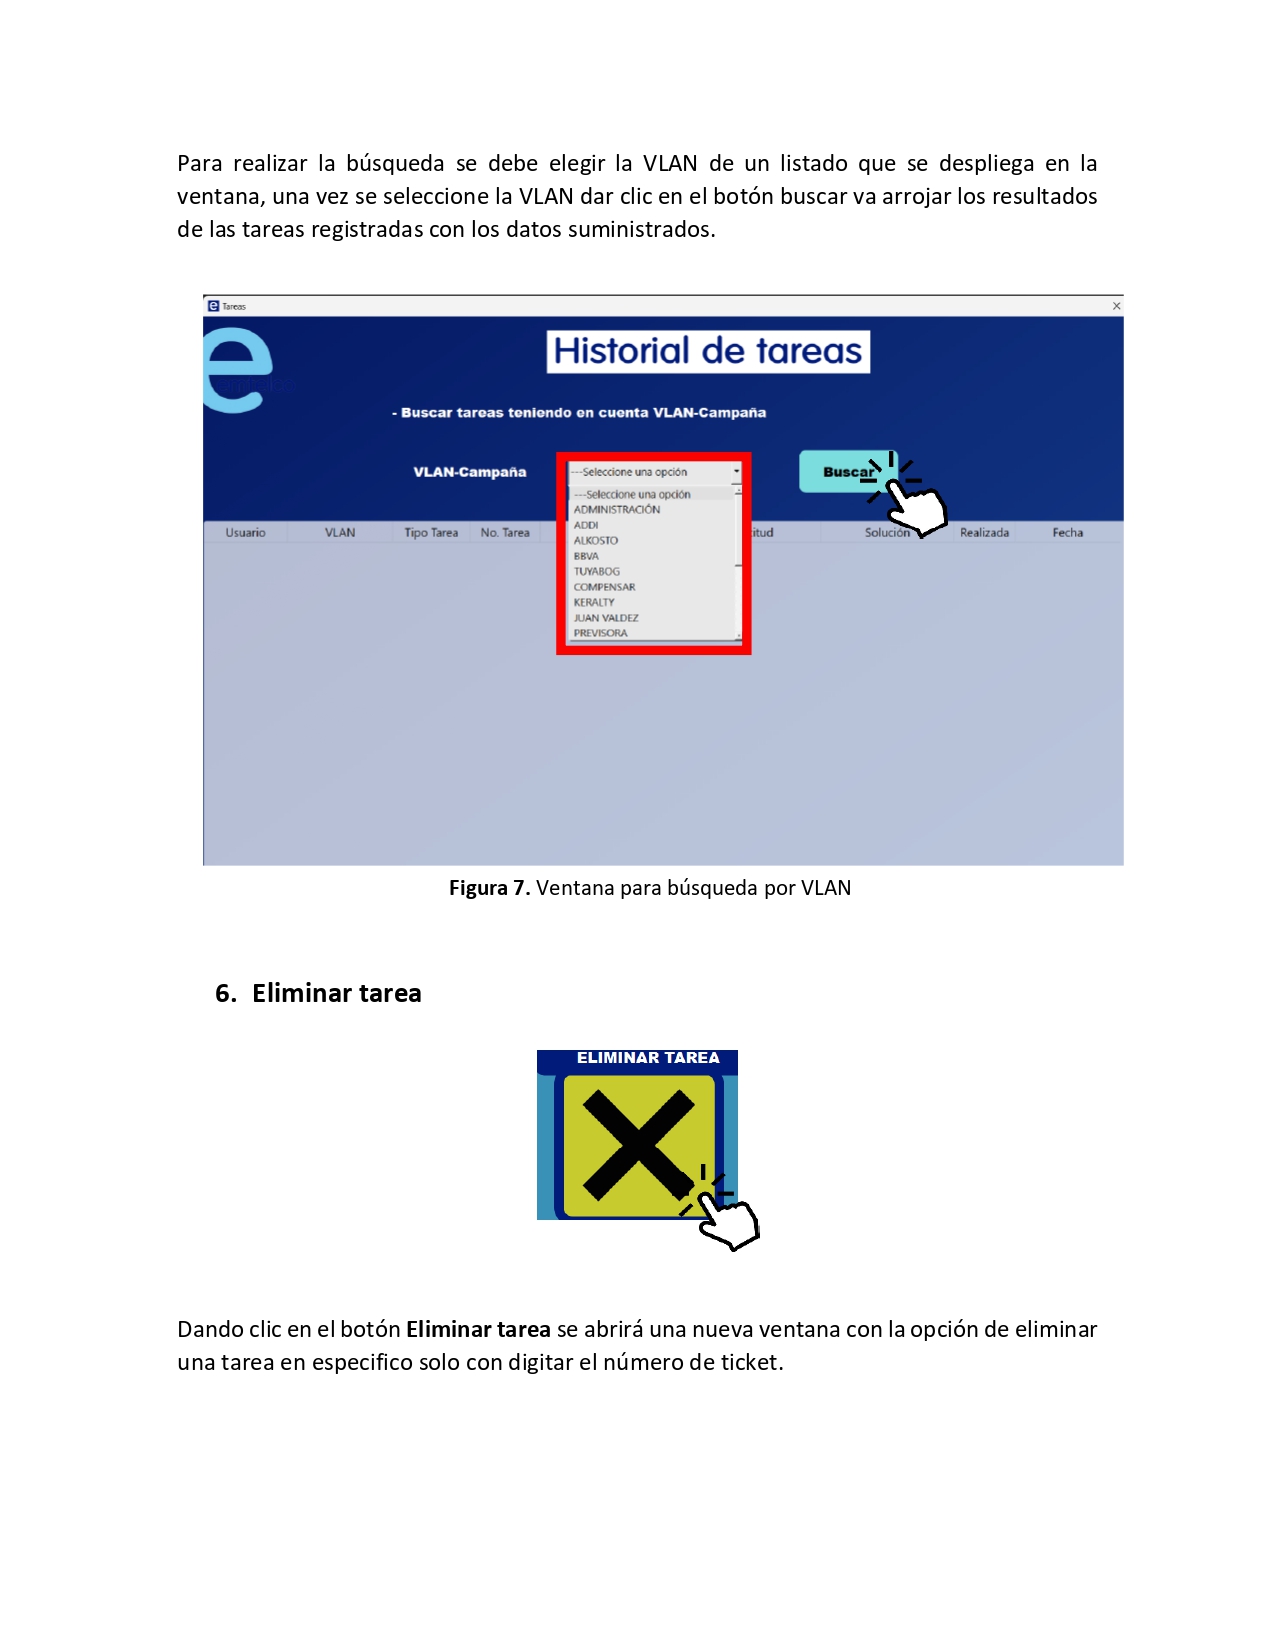 Para realizar la búsqueda se debe elegir la VLAN de un listado que se despliega en la
ventana, una vez se seleccione la VLAN dar clic en el botón buscar va arrojar los resultados
de las tareas registradas con los datos suministrados.
e Tareas
e
Historial de tareas
- Buscar tareas teniendo en cuenta VLAN-Campaña
VLAN-Campaña
---Seleccione una opción
Buscar
---Seleccione una opción
ADMINISTRACIÓN
ADDI
ALKOSTO
BBVA
TUYABOG
COMPENSAR
KERALTY
JUAN VALDEZ
PREVISORA
Usuario VLAN Tipo Tarea No. Tarea itud Solución Realizada Fecha
Figura 7. Ventana para búsqueda por VLAN
6. Eliminar tarea
ELIMINAR TAREA
Dando clic en el botón Eliminar tarea se abrirá una nueva ventana con la opción de eliminar
una tarea en especifico solo con digitar el número de ticket.